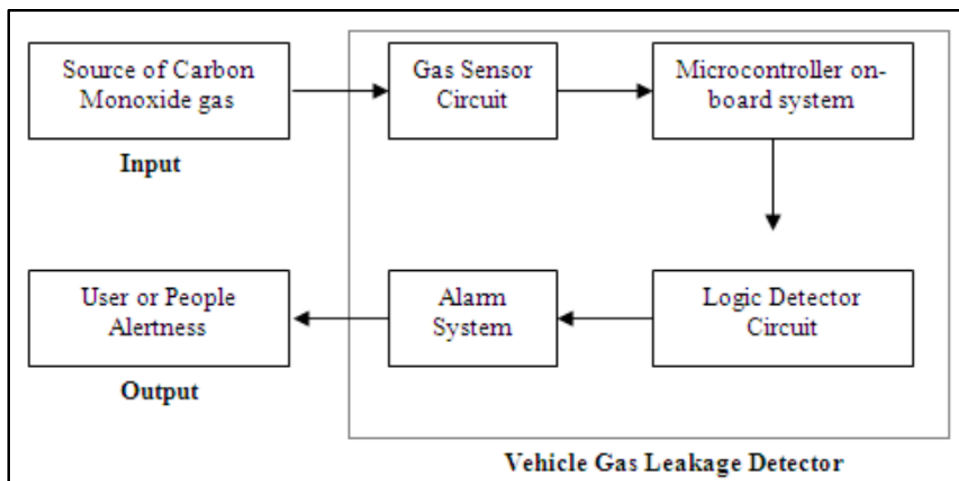 Source of Carbon
Monoxide gas
Gas Sensor
Circuit
Microcontroller on-
board system
Input
User or People
Alertness
Alarm
System
Logic Detector
Circuit
Output
Vehicle Gas Leakage Detector